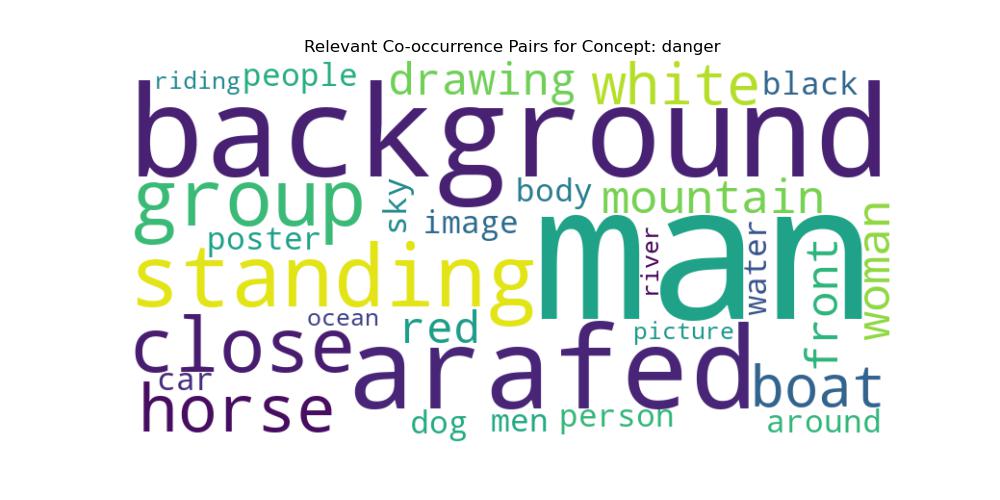 Relevant Co-occurrence Pairs for Concept: danger
riding people drawing white black
background
group sky body mountain
poster image
standing man river water front woman
close ocean red picture
car arafed boat
horse dog men person around